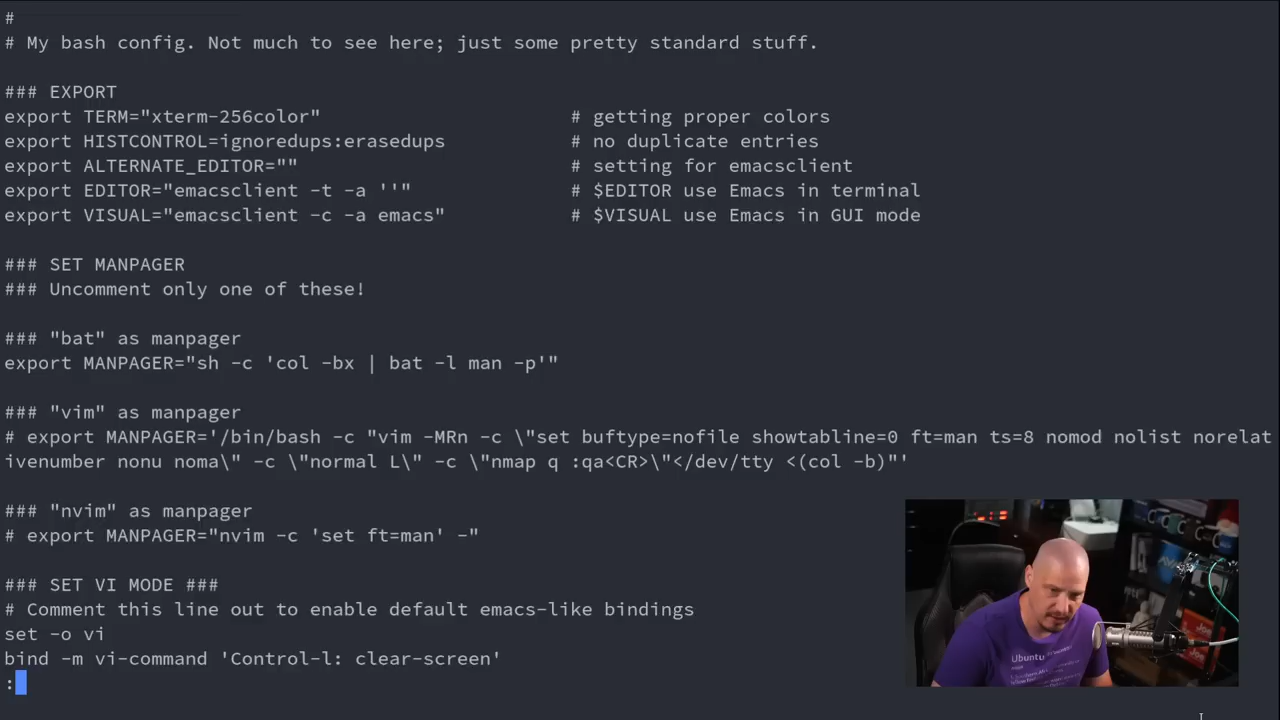 #
# My bash config. Not much to see here; just some pretty standard stuff.
### EXPORT
export TERM="xterm-256color"                      # getting proper colors
export HISTCONTROL=ignoredups:erasedups           # no duplicate entries
export ALTERNATE_EDITOR=""                        # setting for emacsclient
export EDITOR="emacsclient -t -a ''"              # $EDITOR use Emacs in terminal
export VISUAL="emacsclient -c -a emacs"           # $VISUAL use Emacs in GUI mode
### SET MANPAGER
### Uncomment only one of these!
### "bat" as manpager
export MANPAGER="sh -c 'col -bx | bat -l man -p'"
### "vim" as manpager
# export MANPAGER='/bin/bash -c "vim -MRn -c \"set buftype=nofile showtabline=0 ft=man ts=8 nomod nolist norelat
ivenumber nonu noma\" -c \"normal L\" -c \"nmap q :qa<CR>\"</dev/tty <(col -b)"'
### "nvim" as manpager
# export MANPAGER="nvim -c 'set ft=man' -"
### SET VI MODE ###
# Comment this line out to enable default emacs-like bindings
set -o vi
bind -m vi-command 'Control-l: clear-screen'
:
Ubuntu